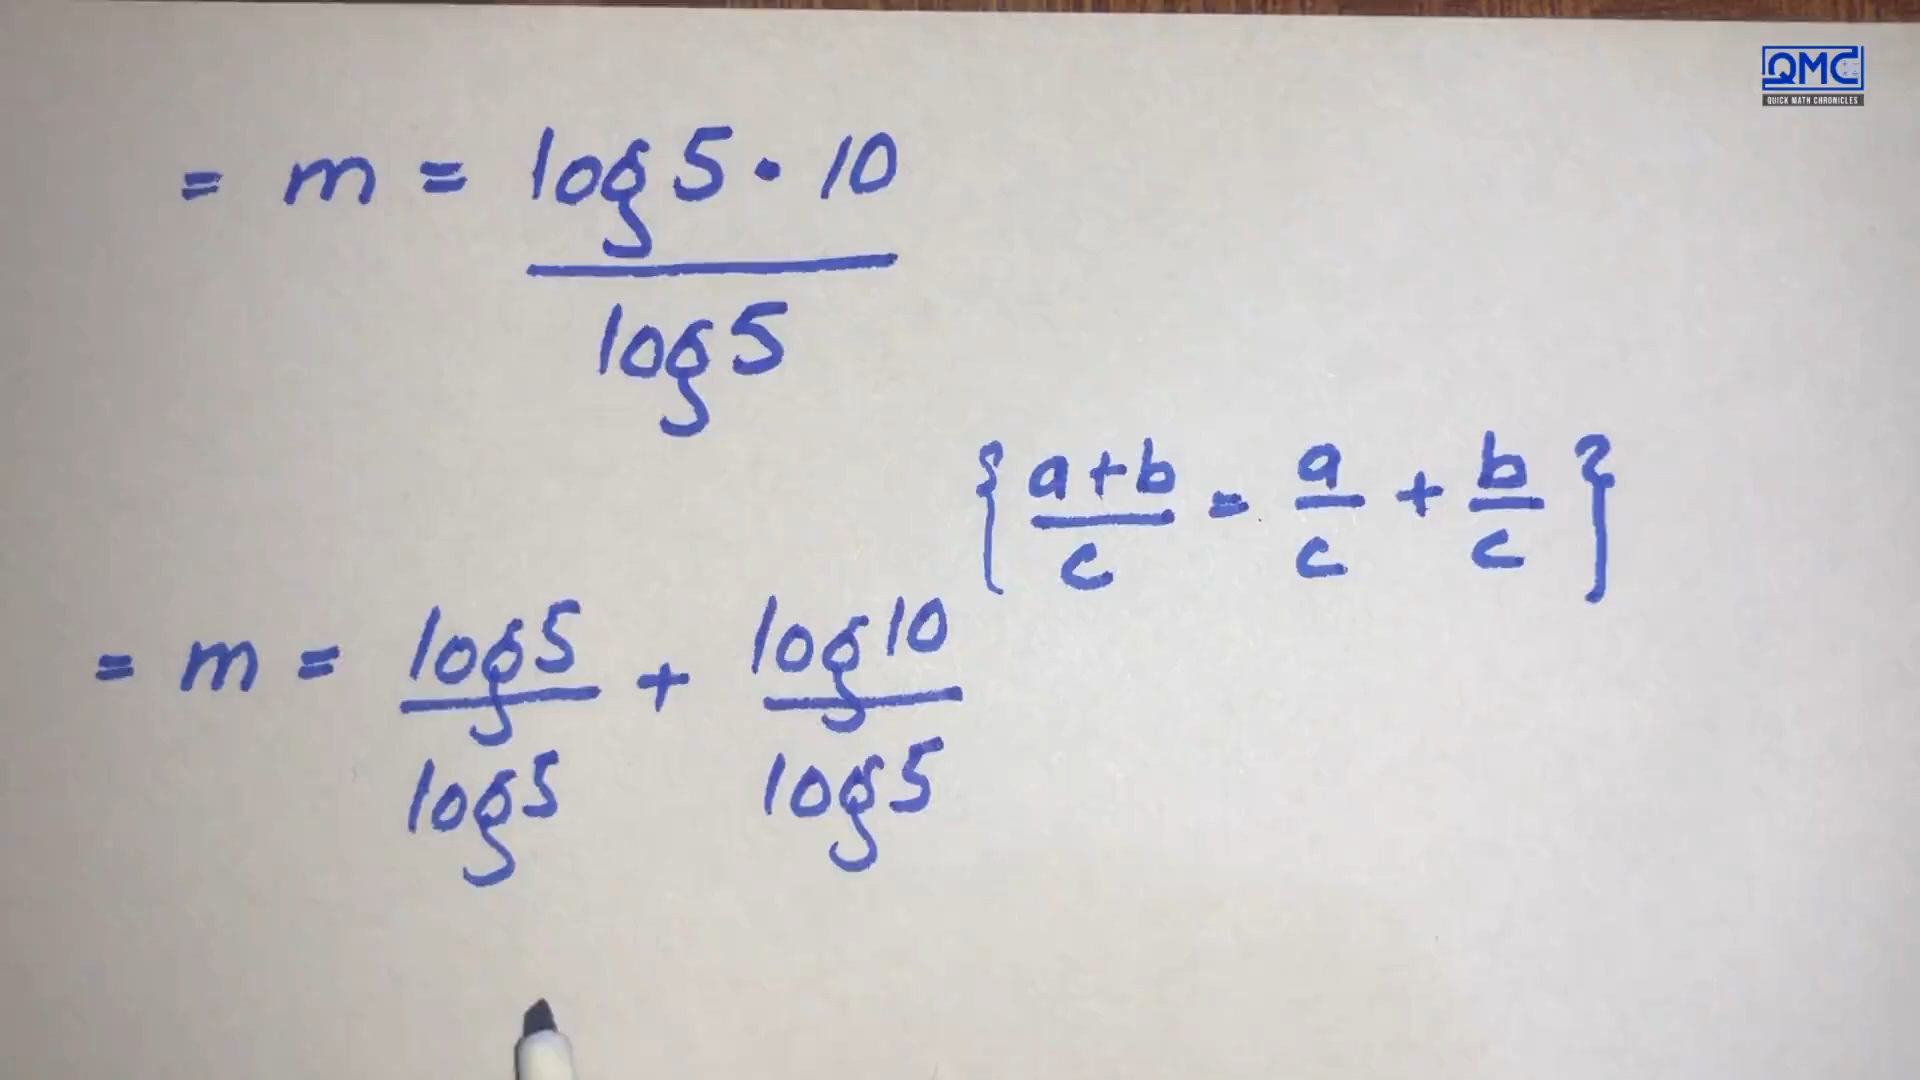 QMC
QUICK MATH CHRONICLES
= m = log 5 · 10
log 5
{ a+b / c = a / c + b / c }
= m = log 5 / log 5 + log 10 / log 5